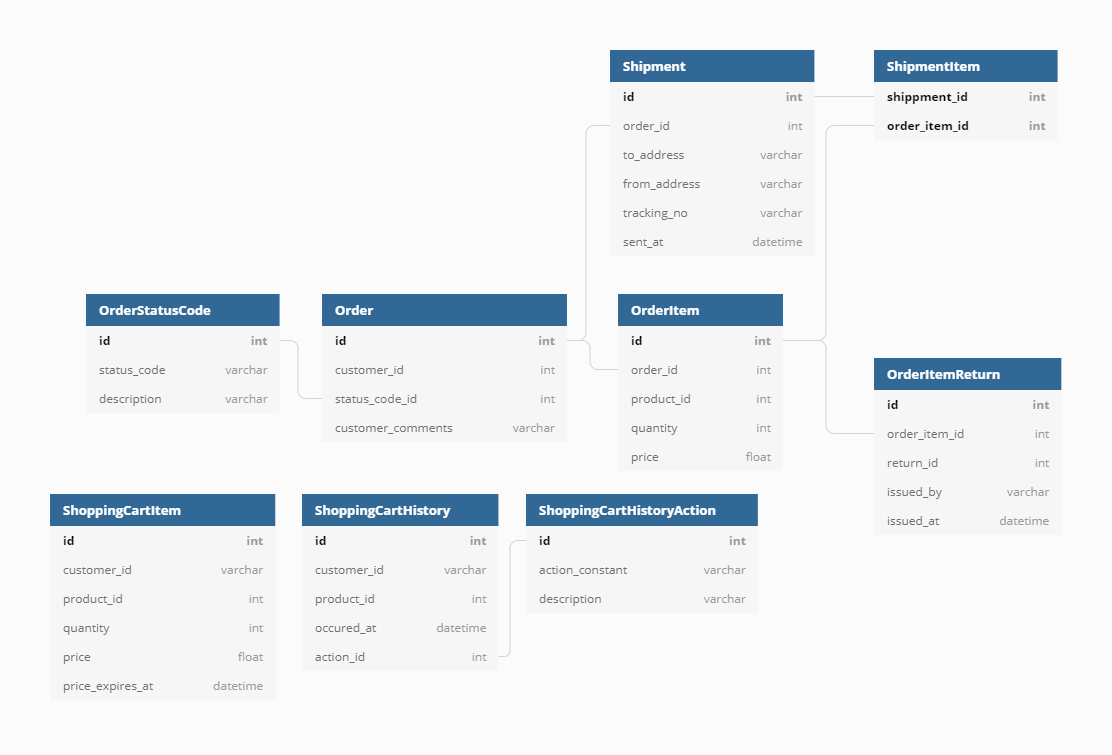 Shipment
id int
order_id int
to_address varchar
from_address varchar
tracking_no varchar
sent_at datetime
ShipmentItem
shippment_id int
order_item_id int
OrderStatusCode
id int
status_code varchar
description varchar
Order
id int
customer_id int
status_code_id int
customer_comments varchar
OrderItem
id int
order_id int
product_id int
quantity int
price float
OrderItemReturn
id int
order_item_id int
return_id int
issued_by varchar
issued_at datetime
ShoppingCartItem
id int
customer_id varchar
product_id int
quantity int
price float
price_expires_at datetime
ShoppingCartHistory
id int
customer_id varchar
product_id int
occured_at datetime
action_id int
ShoppingCartHistoryAction
id int
action_constant varchar
description varchar